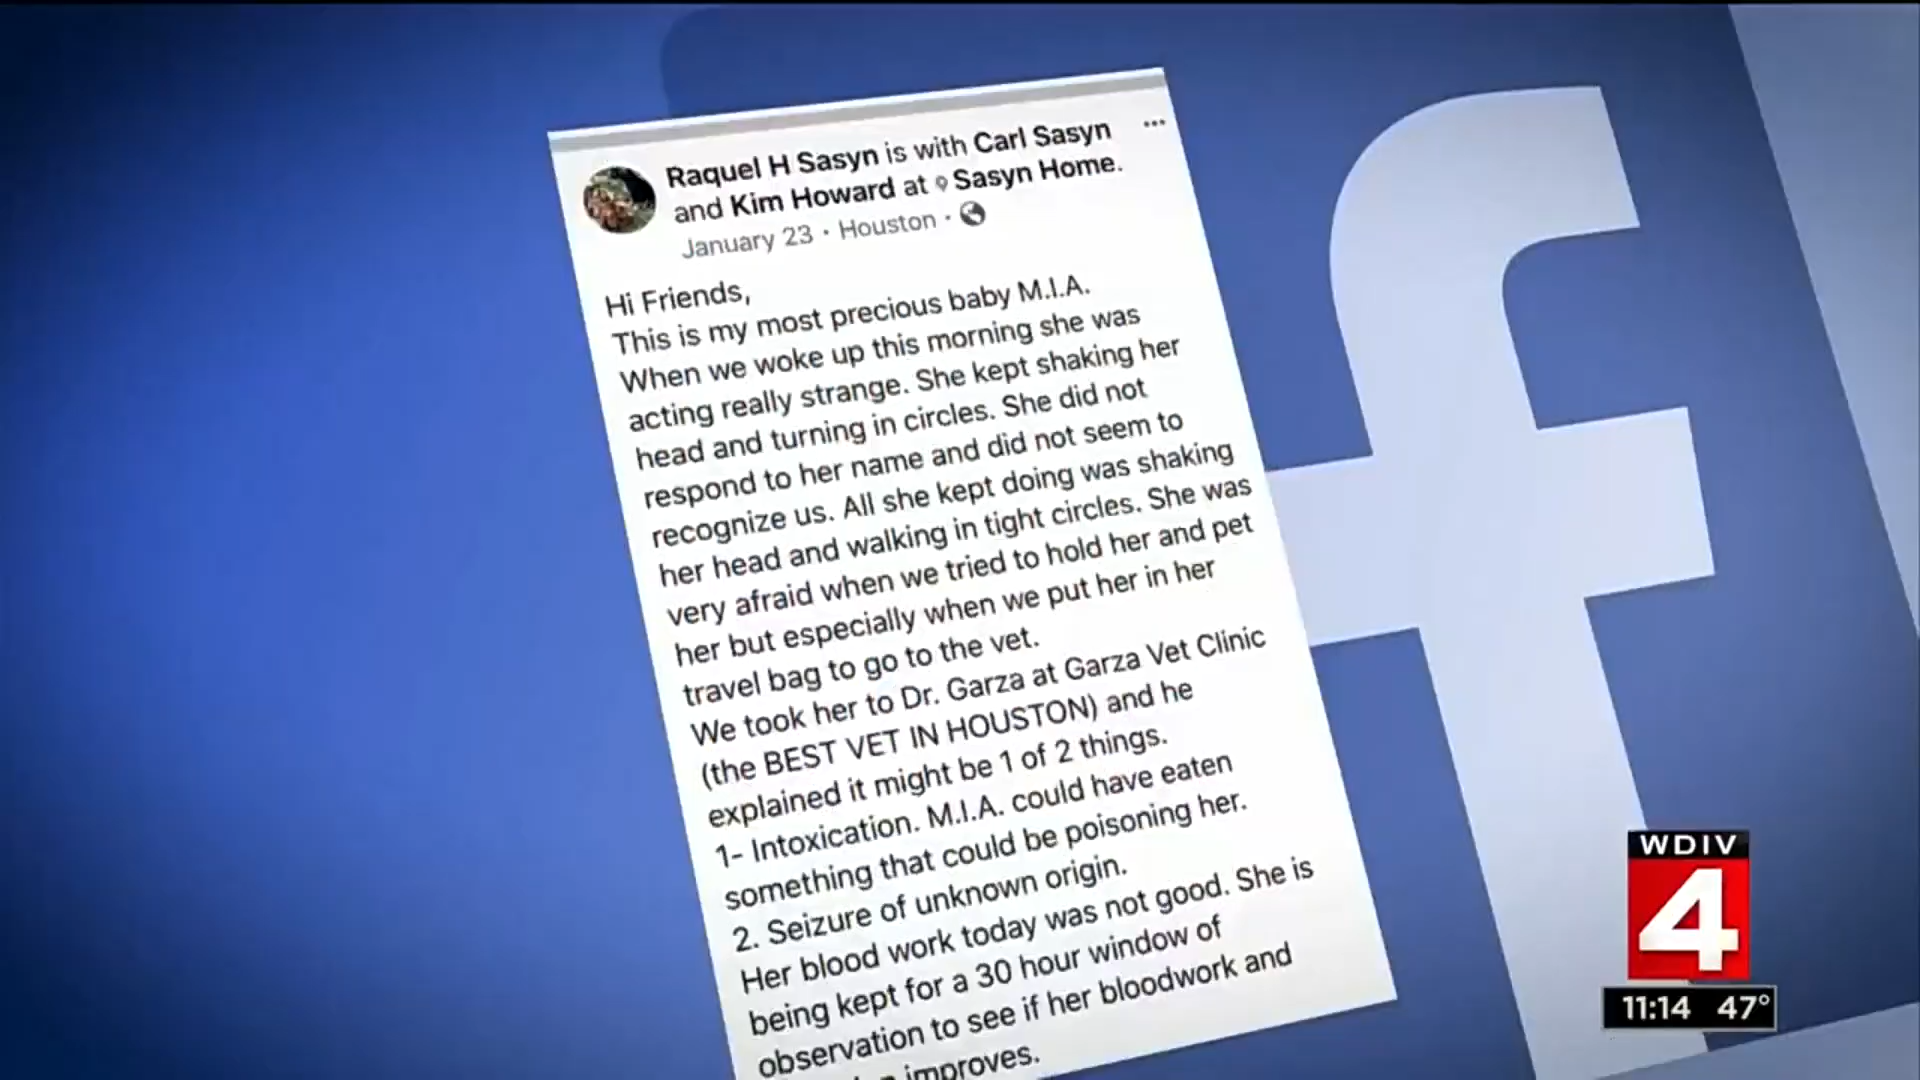 Raquel H Sasyn is with Carl Sasyn
and Kim Howard at Sasyn Home.
January 23 · Houston ·
Hi Friends,
This is my most precious baby M.I.A.
When we woke up this morning she was
acting really strange. She kept shaking her
head and turning in circles. She did not
respond to her name and did not seem to
recognize us. All she kept doing was shaking
her head and walking in tight circles. She was
very afraid when we tried to hold her and pet
her but especially when we put her in her
travel bag to go to the vet.
We took her to Dr. Garza at Garza Vet Clinic
(the BEST VET IN HOUSTON) and he
explained it might be 1 of 2 things.
1- Intoxication. M.I.A. could have eaten
something that could be poisoning her.
2. Seizure of unknown origin.
Her blood work today was not good. She is
being kept for a 30 hour window of
observation to see if her bloodwork and
improves.
f
WDIV
4
11:14 47°